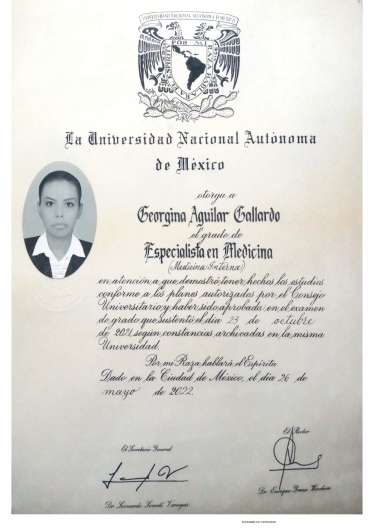 UNIVERSIDAD NACIONAL AUTONOMA DE MEXICO
POR MI RAZA HABLARA EL ESPIRITU
La Universidad Nacional Autónoma
de México
otorga a
Georgina Aguilar Gallardo
el grado de
Especialista en Medicina
(Medicina Interna)
en atención a que demostró tener hechos los estudios
conforme a los planes autorizados por el Consejo
Universitario y haber sido aprobada en el examen
de grado que sustentó el día 23 de octubre
de 2021, según constancias archivadas en la misma
Universidad.
Por mi Raza hablará el Espíritu
Dado en la Ciudad de México, el día 26 de
mayo de 2022.
El Secretario General
El Rector
Dr. Leonardo Lomelí Vanegas
Dr. Enrique Graue Wiechers